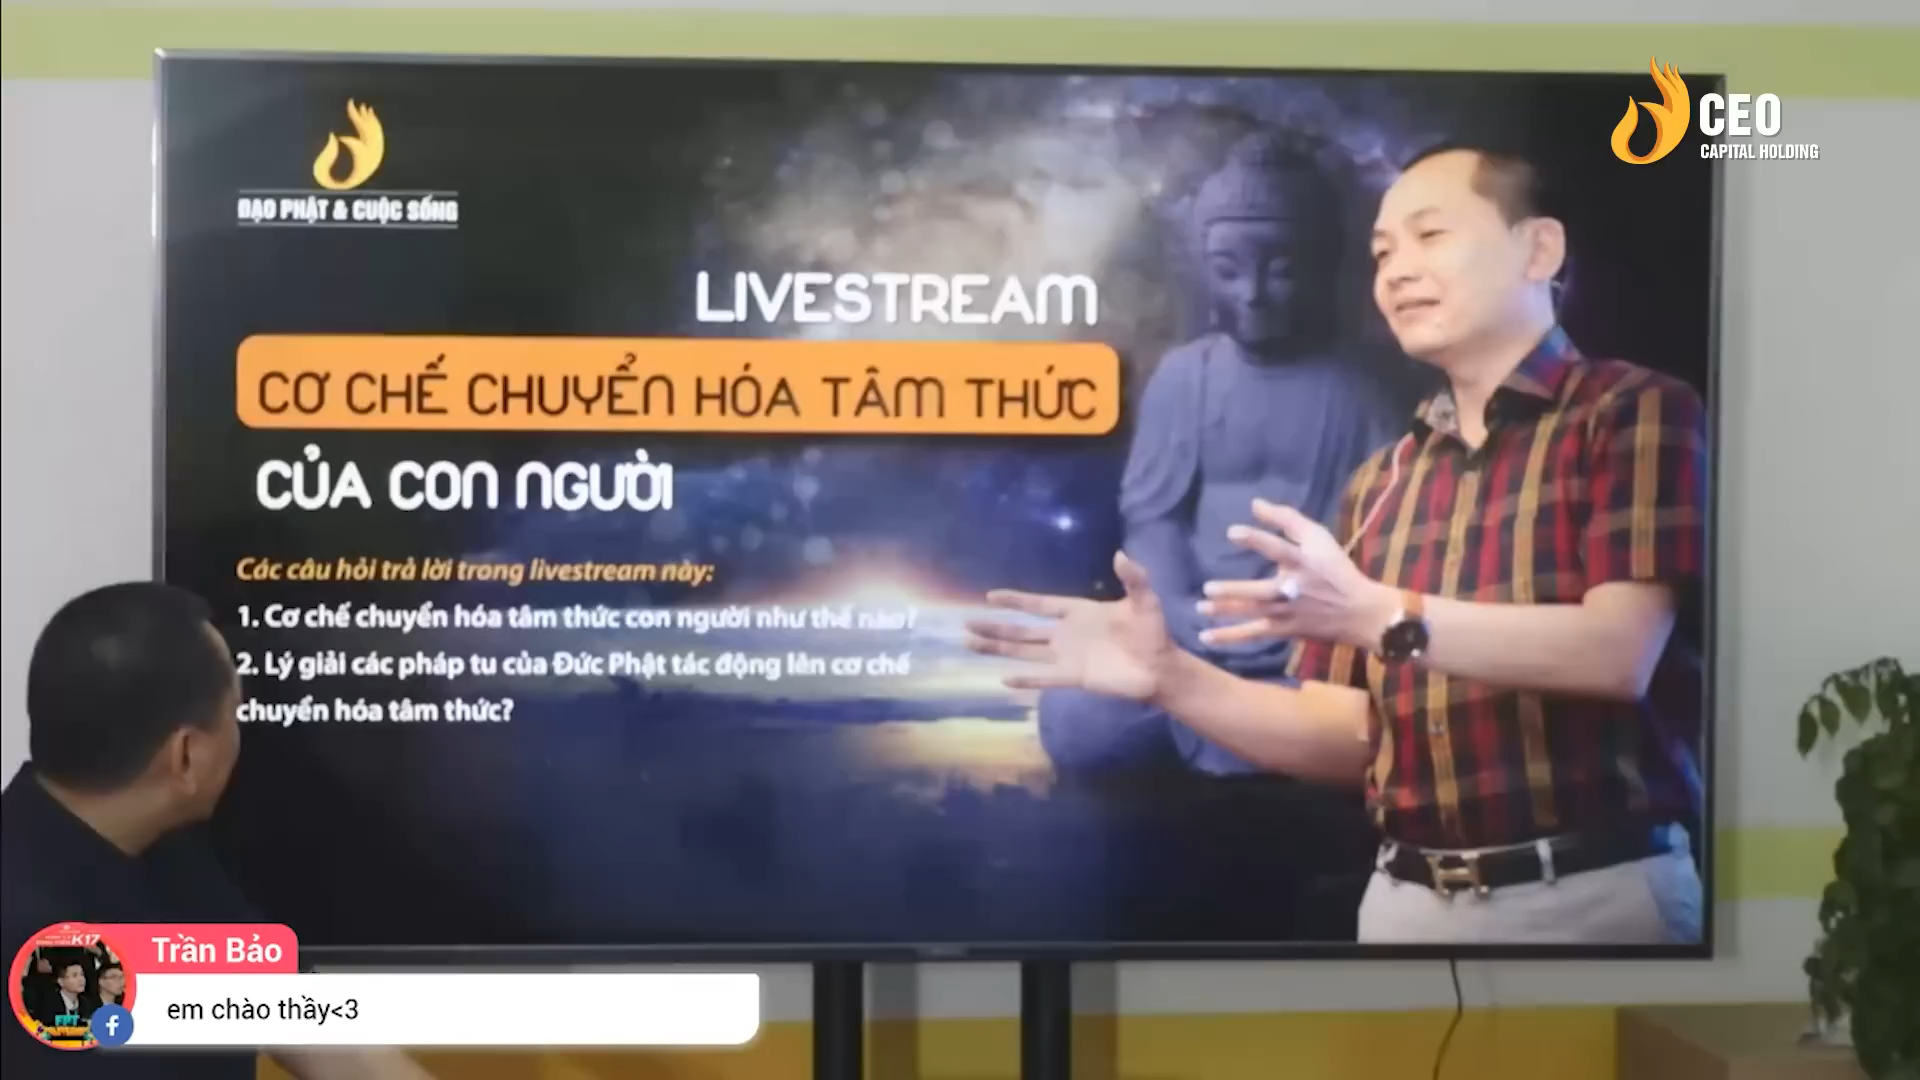 CEO
CAPITAL HOLDING
ĐẠO PHẬT & CUỘC SỐNG
LIVESTREAM
CƠ CHẾ CHUYỂN HÓA TÂM THỨC
CỦA CON NGƯỜI
Các câu hỏi trả lời trong livestream này:
1. Cơ chế chuyển hóa tâm thức con người như thế nào?
2. Lý giải các pháp tu của Đức Phật tác động lên cơ chế
chuyển hóa tâm thức?
K17
Trần Bảo
em chào thầy<3